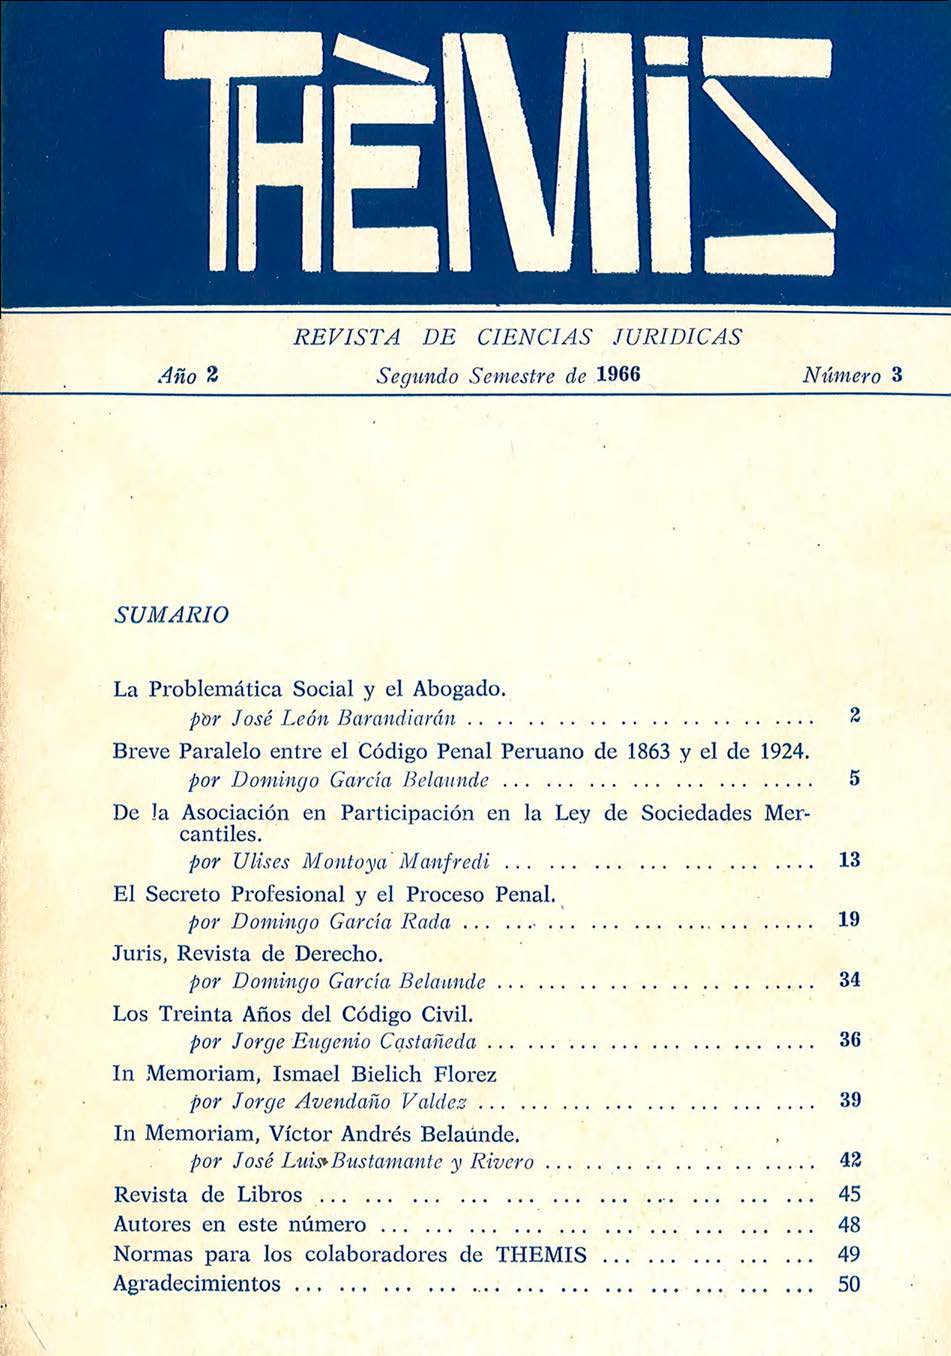 THÈMIS
REVISTA DE CIENCIAS JURIDICAS
Año 2 Segundo Semestre de 1966 Número 3
SUMARIO
La Problemática Social y el Abogado.
por José León Barandiarán .. .. .. .. .. .. .. .. .. .. .. .... 2
Breve Paralelo entre el Código Penal Peruano de 1863 y el de 1924.
por Domingo García Belaunde ... ... ... ... ... ... ... ..... 5
De la Asociación en Participación en la Ley de Sociedades Mer-
cantiles.
por Ulises Montoya Manfredi ... ... ... ... ... ... ... .... 13
El Secreto Profesional y el Proceso Penal.
por Domingo García Rada ... ... ... ... ... ... ... ... ..... 19
Juris, Revista de Derecho.
por Domingo García Belaunde ... ... .. .. .. .. .. .. .. ..... 34
Los Treinta Años del Código Civil.
por Jorge Eugenio Castañeda ... ... ... ... ... ... ... .... 36
In Memoriam, Ismael Bielich Florez
por Jorge Avendaño Valdez ... ... ... ... ... ... ... .... 39
In Memoriam, Víctor Andrés Belaúnde.
por José Luis Bustamante y Rivero ... .. .. .. .. .. .. ...... 42
Revista de Libros ... ... ... ... ... ... ... ... ... ... ... 45
Autores en este número ... ... ... ... ... ... ... ... ... ... 48
Normas para los colaboradores de THEMIS ... ... ... ... ... 49
Agradecimientos ... ... ... ... ... ... ... ... ... ... ... ... 50